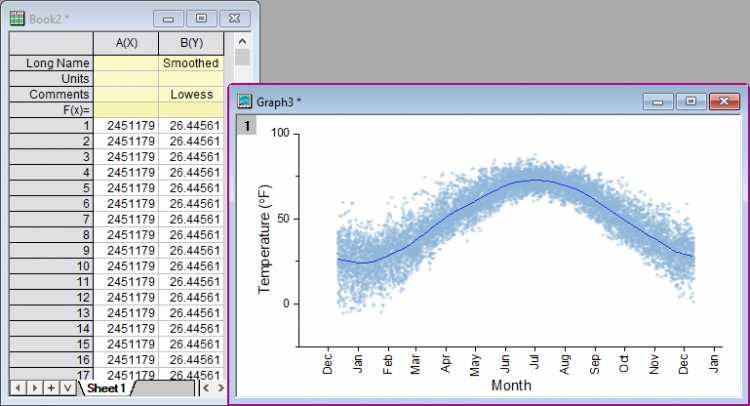 Book2 *
A(X) B(Y)
Long Name Smoothed
Units
Comments Lowess
F(x)=
1 2451179 26.44561
2 2451179 26.44561
3 2451179 26.44561
4 2451179 26.44561
5 2451179 26.44561
6 2451179 26.44561
7 2451179 26.44561
8 2451179 26.44561
9 2451179 26.44561
10 2451179 26.44561
11 2451179 26.44561
12 2451179 26.44561
13 2451179 26.44561
14 2451179 26.44561
15 2451179 26.44561
16 2451179 26.44561
17 2451179 26.44561
Sheet1
Graph3 *
1
100
50
0
Temperature (°F)
Dec Jan Feb Mar Apr May Jun Jul Aug Sep Oct Nov Dec Jan
Month